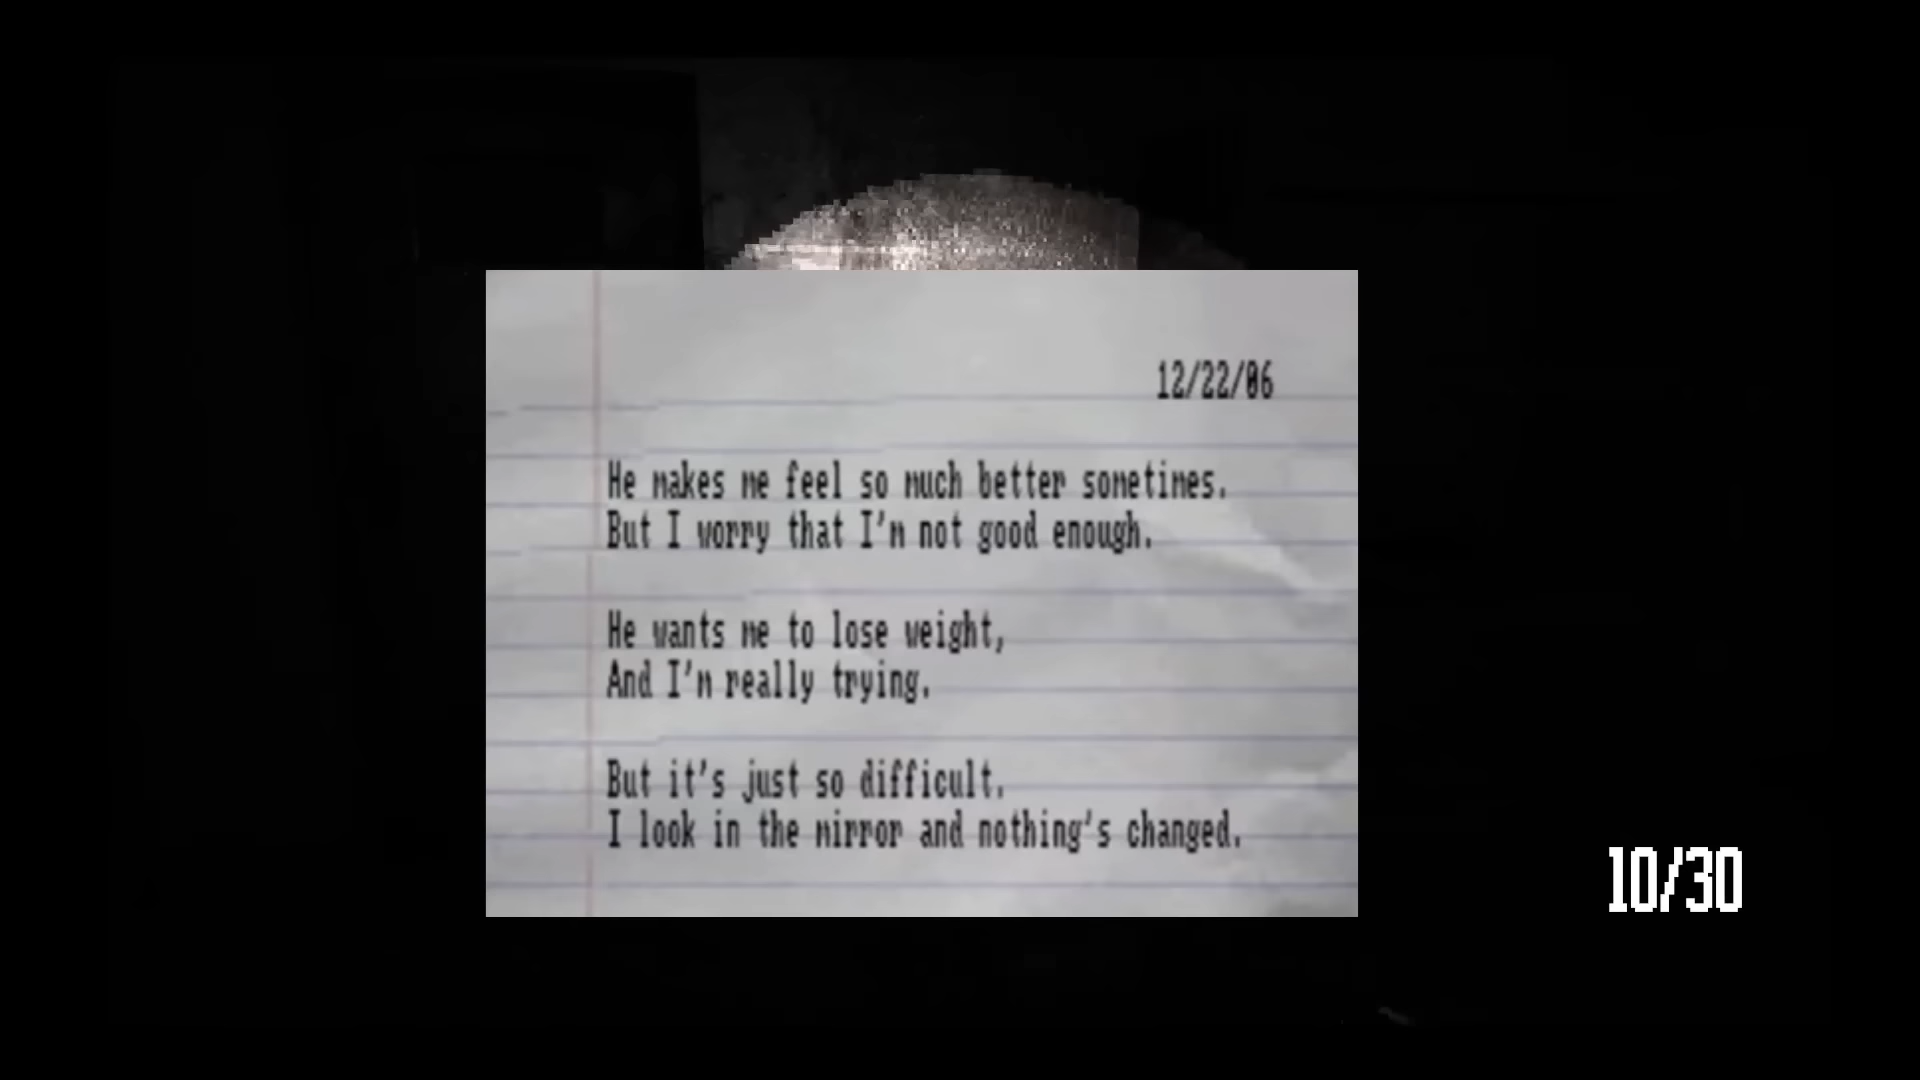 12/22/06
He makes me feel so much better sometimes.
But I worry that I'm not good enough.
He wants me to lose weight,
And I'm really trying.
But it's just so difficult.
I look in the mirror and nothing's changed.
10/30